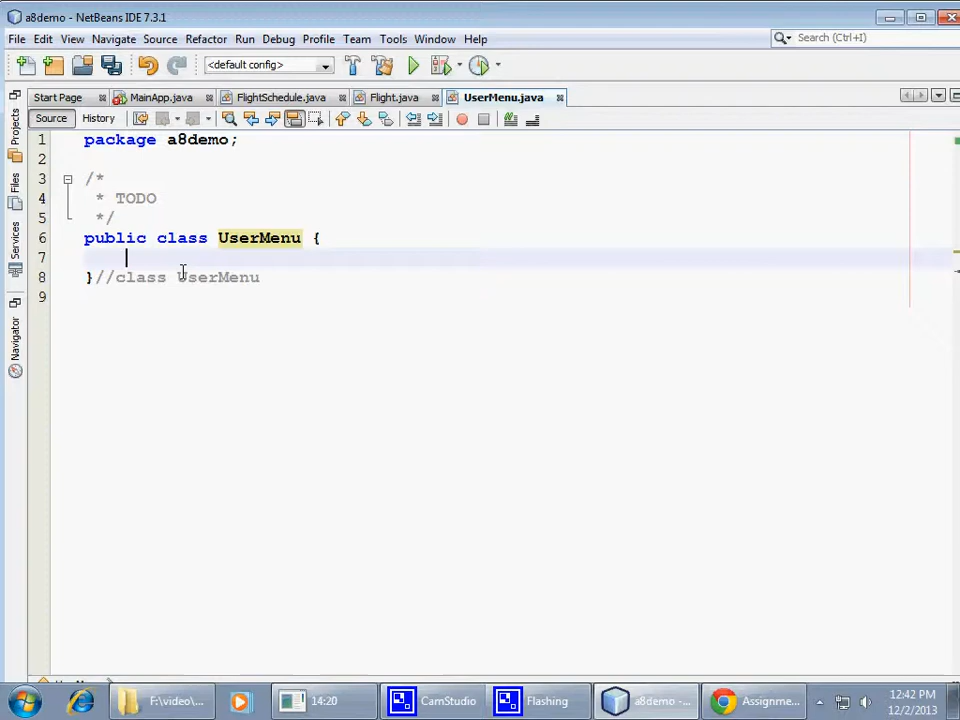 a8demo - NetBeans IDE 7.3.1
File Edit View Navigate Source Refactor Run Debug Profile Team Tools Window Help
Search (Ctrl+I)
<default config>
Start Page MainApp.java FlightSchedule.java Flight.java UserMenu.java
Source History
Projects
Files
Services
Navigator
1 package a8demo;
2
3 /*
4 * TODO
5 */
6 public class UserMenu {
7
8 }//class UserMenu
9
F:\video\... 14:20 CamStudio Flashing a8demo -... Assignme...
12:42 PM
12/2/2013